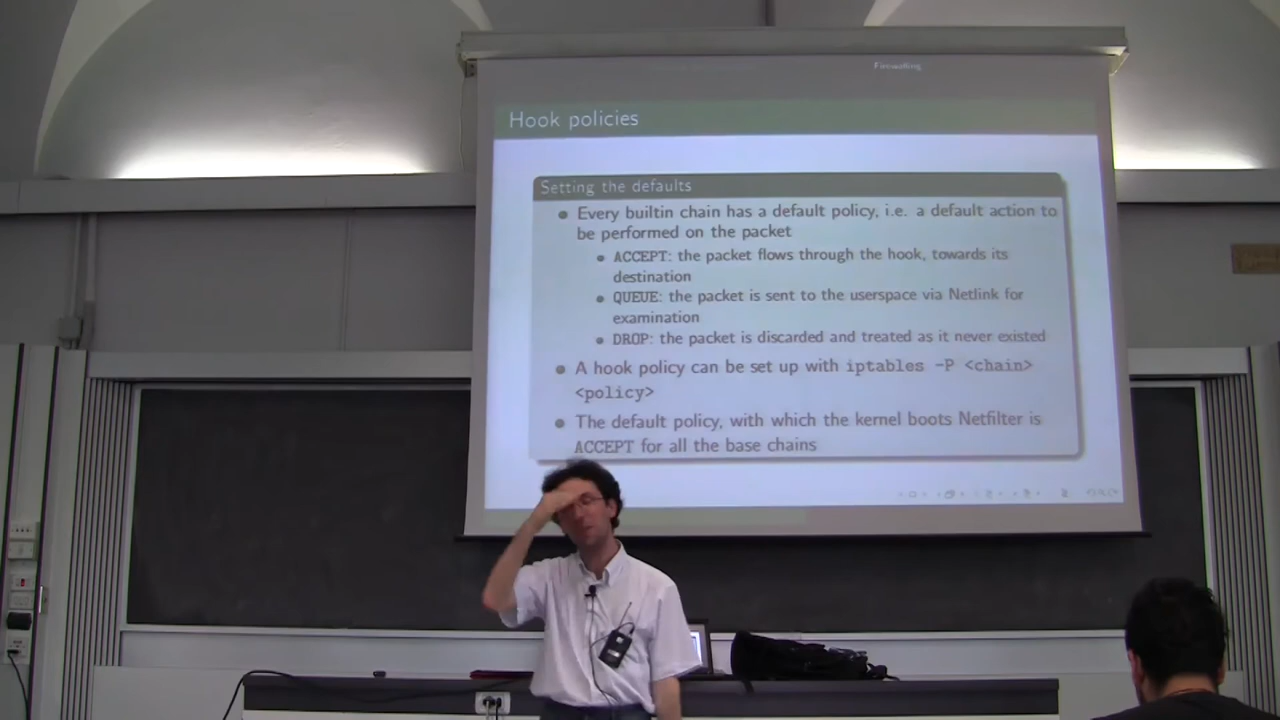 Firewalling
Hook policies
Setting the defaults
Every builtin chain has a default policy, i.e. a default action to
be performed on the packet
ACCEPT: the packet flows through the hook, towards its
destination
QUEUE: the packet is sent to the userspace via Netlink for
examination
DROP: the packet is discarded and treated as it never existed
A hook policy can be set up with iptables -P <chain>
<policy>
The default policy, with which the kernel boots Netfilter is
ACCEPT for all the base chains